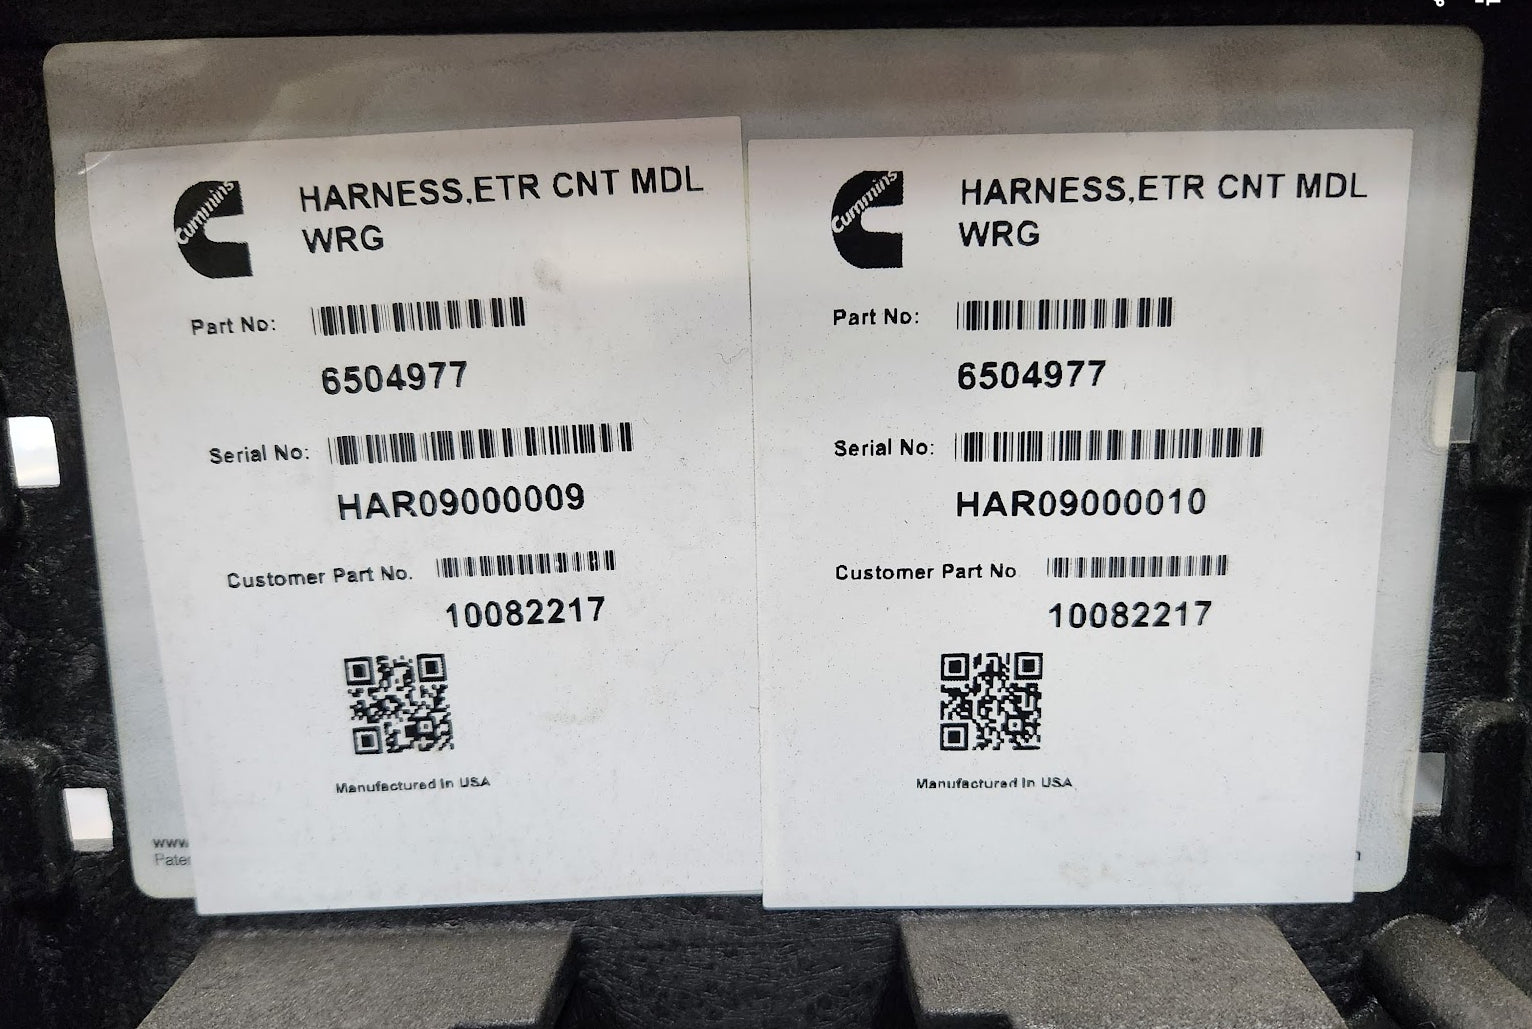 Cummins
HARNESS,ETR CNT MDL
WRG
Part No:
6504977
Serial No:
HAR09000009
Customer Part No.
10082217
Manufactured In USA
Cummins
HARNESS,ETR CNT MDL
WRG
Part No:
6504977
Serial No:
HAR09000010
Customer Part No
10082217
Manufactured In USA
www